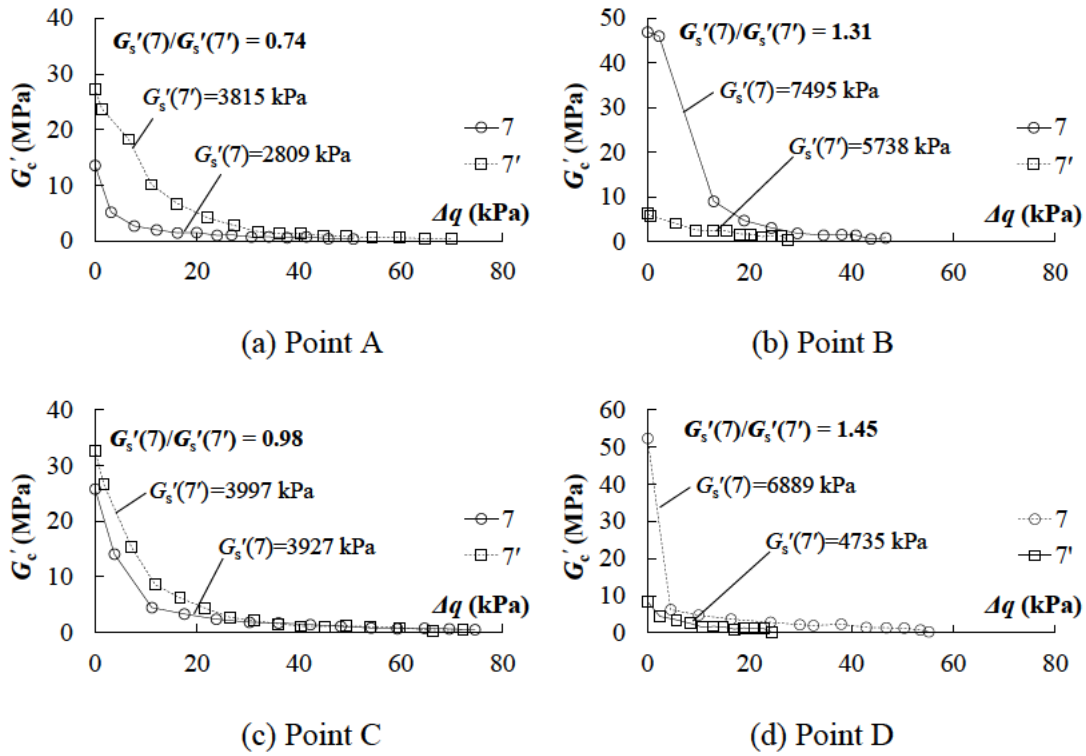 40
G_s'(7)/G_s'(7') = 0.74
30
G_s'(7')=3815 kPa
20
G_s'(7)=2809 kPa
10
0
G_c' (MPa)
7
7'
Δq (kPa)
0 20 40 60 80
(a) Point A
50
G_s'(7)/G_s'(7') = 1.31
40
G_s'(7)=7495 kPa
30
G_s'(7')=5738 kPa
20
10
0
G_c' (MPa)
7
7'
Δq (kPa)
0 20 40 60 80
(b) Point B
40
G_s'(7)/G_s'(7') = 0.98
30
G_s'(7')=3997 kPa
20
G_s'(7)=3927 kPa
10
0
G_c' (MPa)
7
7'
Δq (kPa)
0 20 40 60 80
(c) Point C
60
G_s'(7)/G_s'(7') = 1.45
50
40
G_s'(7)=6889 kPa
30
G_s'(7')=4735 kPa
20
10
0
G_c' (MPa)
7
7'
Δq (kPa)
0 20 40 60 80
(d) Point D